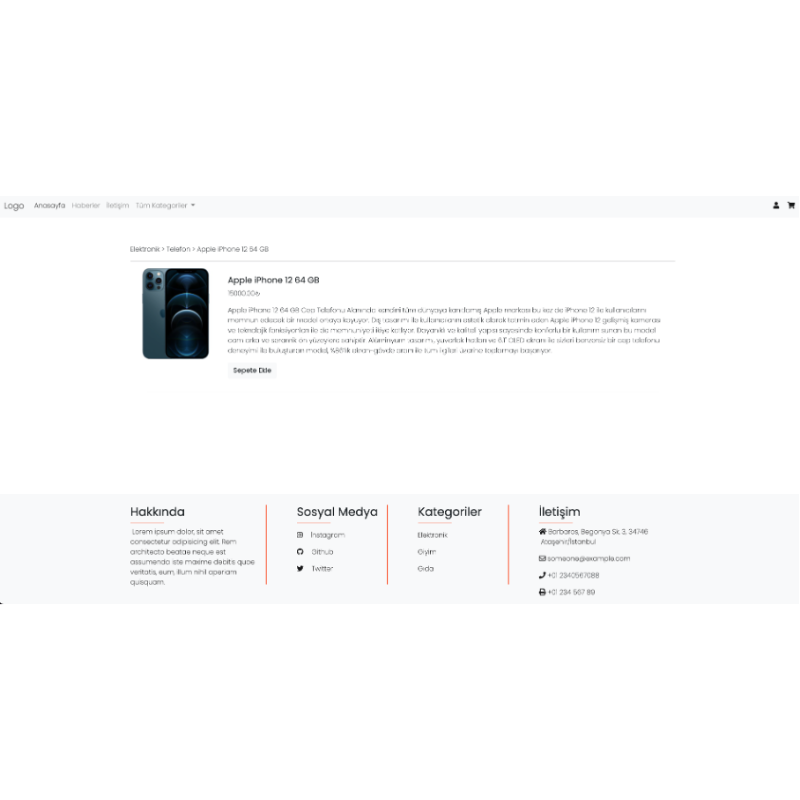 Logo Anasayfa Haberler İletişim Tüm Kategoriler
Elektronik > Telefon > Apple iPhone 12 64 GB
Apple iPhone 12 64 GB
15000.00₺
Apple iPhone 12 64 GB Cep Telefonu Alanında kendini tüm dünyaya kanıtlamış Apple markası bu kez de iPhone 12 ile kullanıcılarını
memnun edecek bir model ortaya koyuyor. Dış tasarımı ile kullanıcılarını estetik olarak tatmin eden Apple iPhone 12 gelişmiş kamerası
ve teknolojik fonksiyonları ile de memnuniyeti ikiye katlıyor. Dayanıklı ve kaliteli yapısı sayesinde konforlu bir kullanım sunan bu model
cam arka ve seramik ön yüzeylere sahiptir. Alüminyum tasarımı, yuvarlak hatları ve 6.1" OLED ekranı ile sizleri benzersiz bir cep telefonu
deneyimi ile buluşturan model, %86'lık ekran-gövde oranı ile tüm ilgileri üzerine toplamayı başarıyor.
Sepete Ekle
Hakkında
Lorem ipsum dolor, sit amet
consectetur adipisicing elit. Rem
architecto beatae neque est
assumenda iste maxime debitis quae
veritatis, eum, illum nihil aperiam
quisquam.
Sosyal Medya
Instagram
Github
Twitter
Kategoriler
Elektronik
Giyim
Gıda
İletişim
Barbaros, Begonya Sk. 3, 34746
Ataşehir/İstanbul
someone@example.com
+01 2340567088
+01 234 567 89